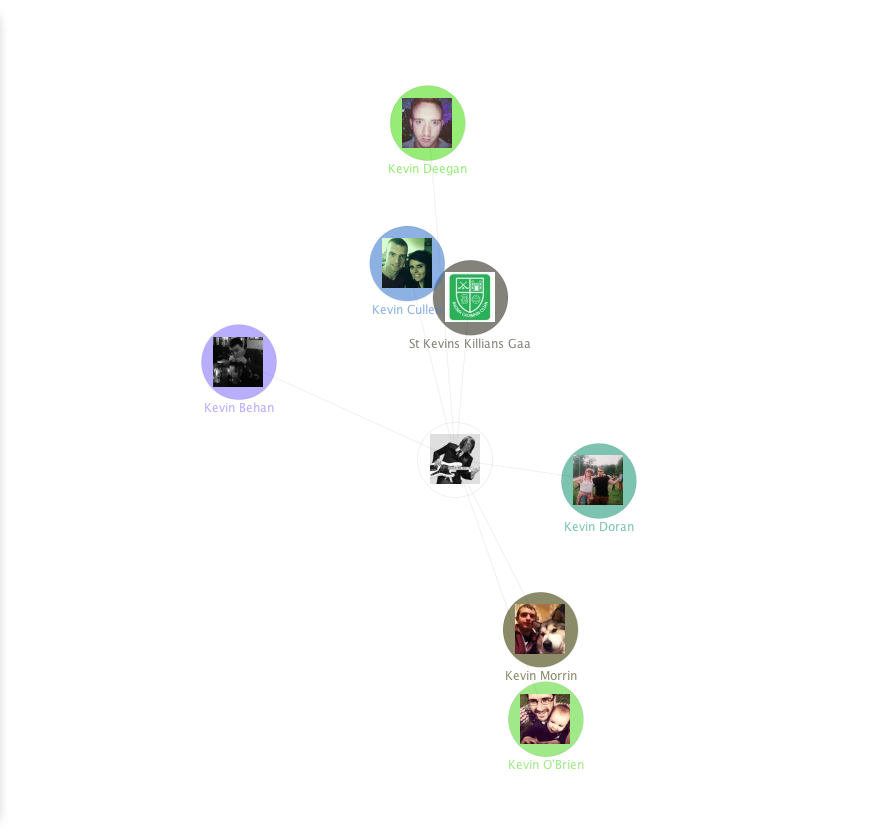 Kevin Deegan
Kevin Cullen
St Kevins Killians Gaa
Kevin Behan
Kevin Doran
Kevin Morrin
Kevin O'Brien